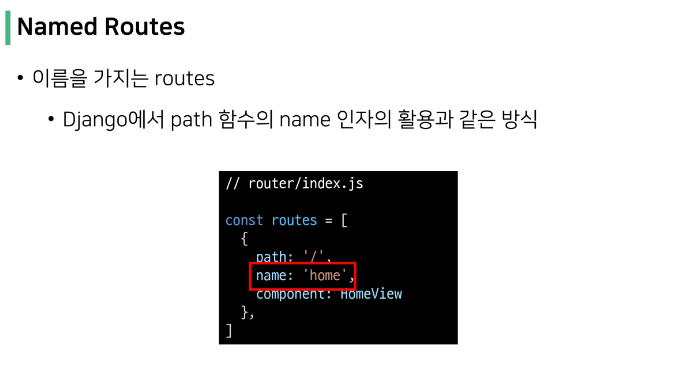 Named Routes
• 이름을 가지는 routes
• Django에서 path 함수의 name 인자의 활용과 같은 방식
// router/index.js
const routes = [
{
path: '/',
name: 'home',
component: HomeView
},
]